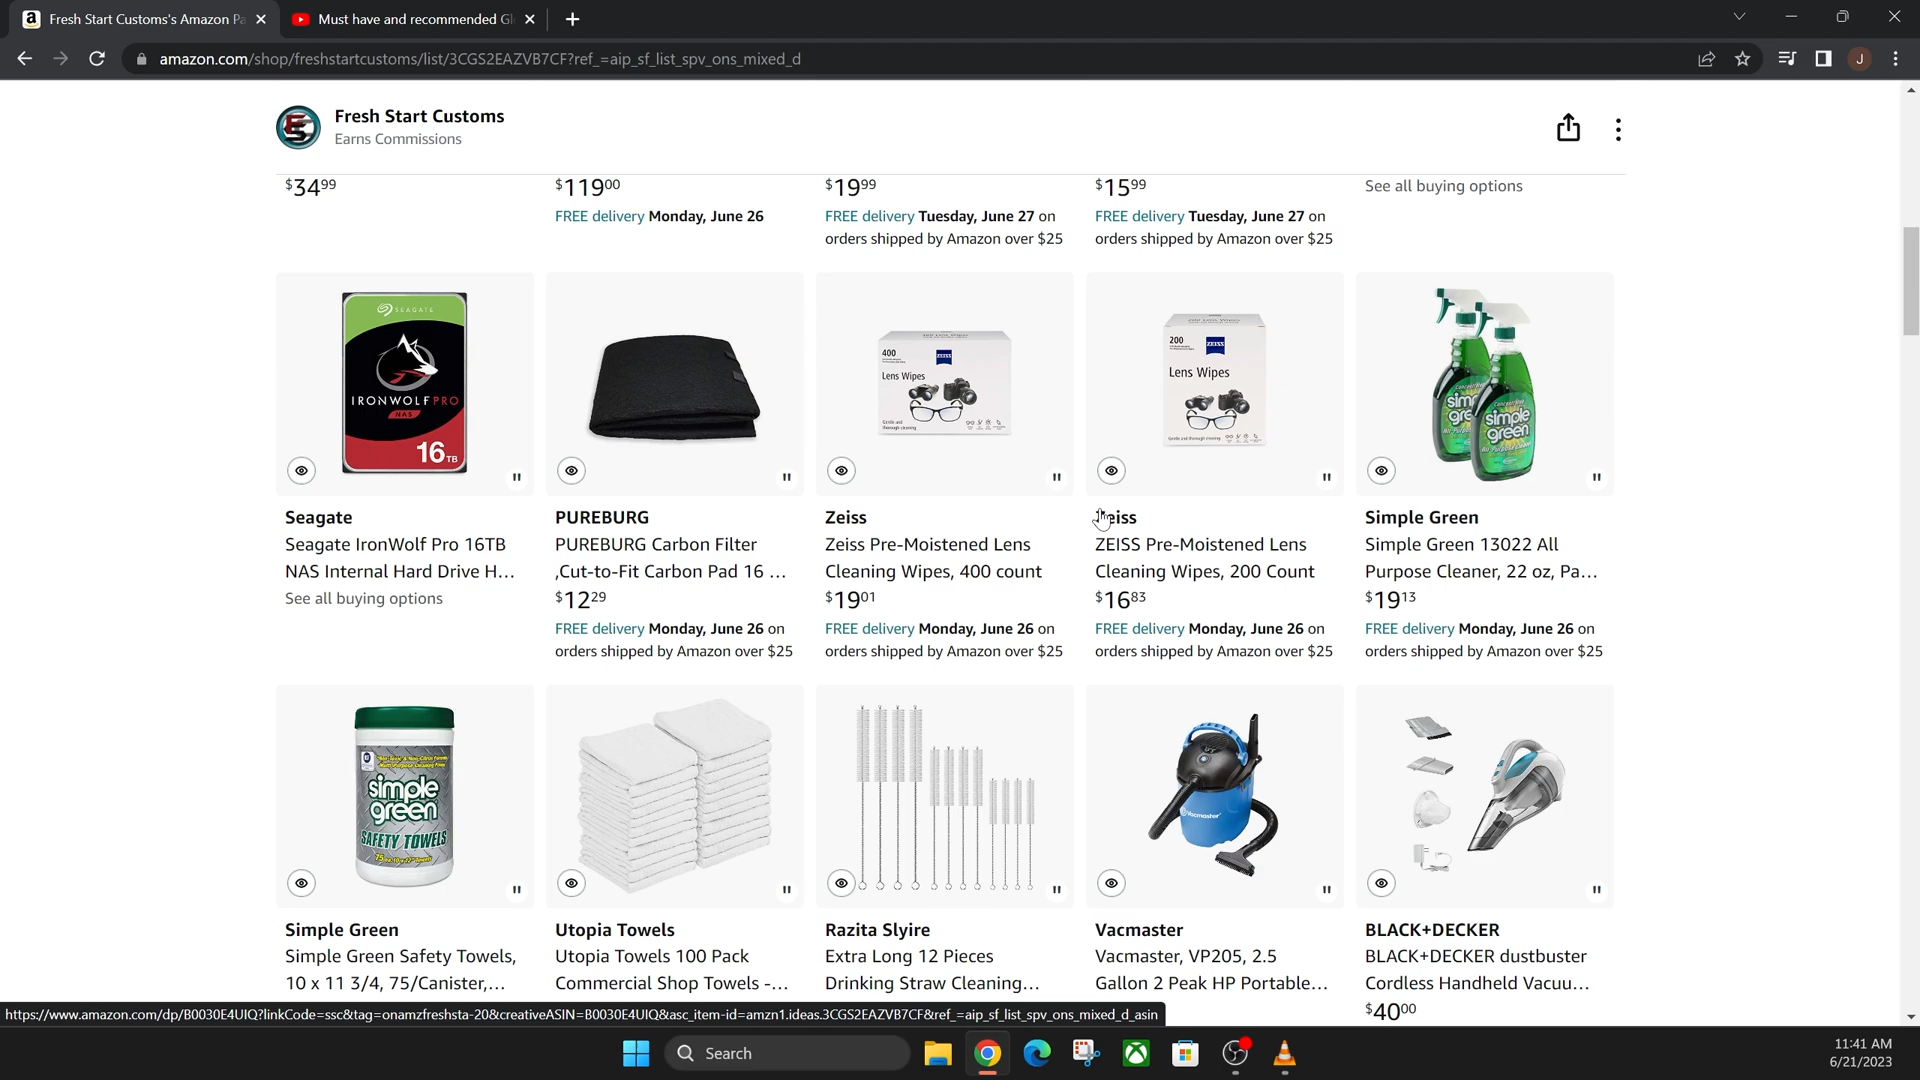 Fresh Start Customs's Amazon Pa
Must have and recommended Gl
amazon.com/shop/freshstartcustoms/list/3CGS2EAZVB7CF?ref_=aip_sf_list_spv_ons_mixed_d
J
Fresh Start Customs
Earns Commissions
$34⁹⁹
$119⁰⁰
$19⁹⁹
$15⁹⁹
See all buying options
FREE delivery Monday, June 26
FREE delivery Tuesday, June 27 on
orders shipped by Amazon over $25
FREE delivery Tuesday, June 27 on
orders shipped by Amazon over $25
SEAGATE
IRONWOLF PRO
NAS
16TB
400
ZEISS
Lens Wipes
200
ZEISS
Lens Wipes
simple green
simple green
Seagate
Seagate IronWolf Pro 16TB
NAS Internal Hard Drive H...
See all buying options
PUREBURG
PUREBURG Carbon Filter
,Cut-to-Fit Carbon Pad 16 ...
$12²⁹
FREE delivery Monday, June 26 on
orders shipped by Amazon over $25
Zeiss
Zeiss Pre-Moistened Lens
Cleaning Wipes, 400 count
$19⁰¹
FREE delivery Monday, June 26 on
orders shipped by Amazon over $25
Zeiss
ZEISS Pre-Moistened Lens
Cleaning Wipes, 200 Count
$16⁸³
FREE delivery Monday, June 26 on
orders shipped by Amazon over $25
Simple Green
Simple Green 13022 All
Purpose Cleaner, 22 oz, Pa...
$19¹³
FREE delivery Monday, June 26 on
orders shipped by Amazon over $25
simple
green
SAFETY TOWELS
Vacmaster
Simple Green
Simple Green Safety Towels,
10 x 11 3/4, 75/Canister,...
Utopia Towels
Utopia Towels 100 Pack
Commercial Shop Towels -...
Razita Slyire
Extra Long 12 Pieces
Drinking Straw Cleaning...
Vacmaster
Vacmaster, VP205, 2.5
Gallon 2 Peak HP Portable...
BLACK+DECKER
BLACK+DECKER dustbuster
Cordless Handheld Vacuu...
$40⁰⁰
https://www.amazon.com/dp/B0030E4UIQ?linkCode=ssc&tag=onamzfreshsta-20&creativeASIN=B0030E4UIQ&asc_item-id=amzn1.ideas.3CGS2EAZVB7CF&ref_=aip_sf_list_spv_ons_mixed_d_asin
Search
11:41 AM
6/21/2023